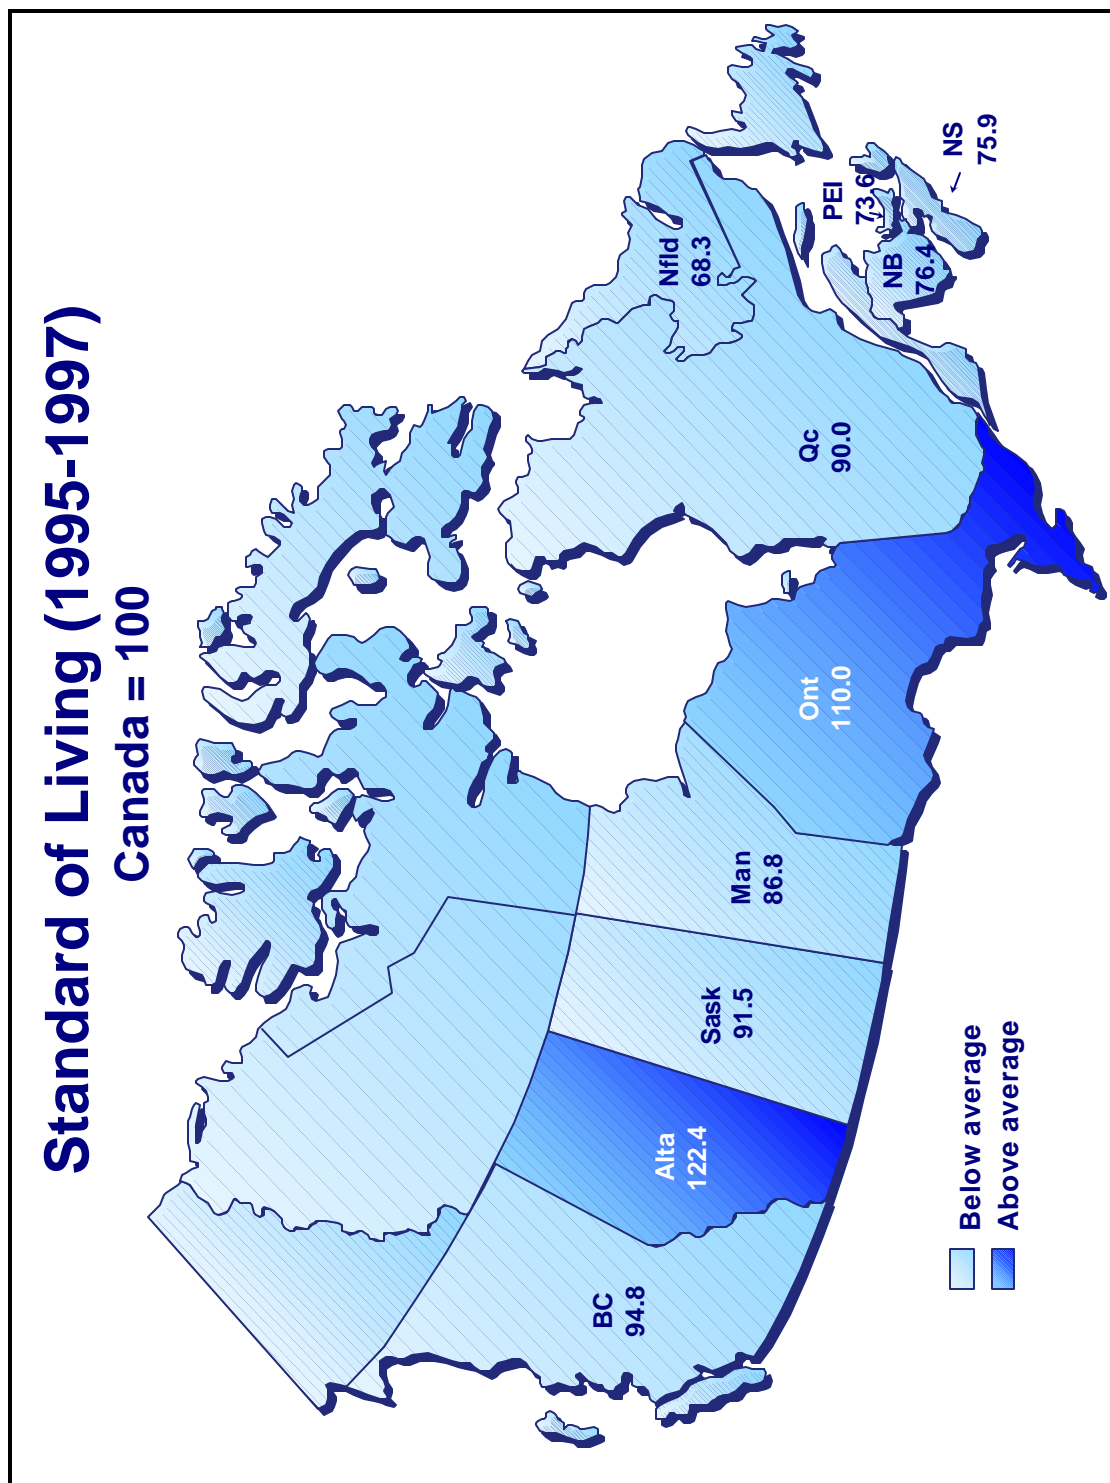 Standard of Living (1995-1997)
Canada = 100
BC
94.8
Alta
122.4
Sask
91.5
Man
86.8
Ont
110.0
Qc
90.0
Nfld
68.3
PEI
73.6
NB
76.4
NS
75.9
Below average
Above average